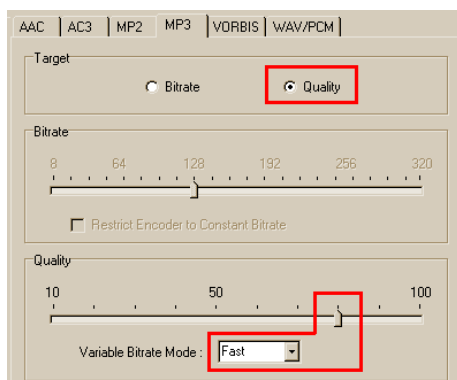 AAC AC3 MP2 MP3 VORBIS WAV/PCM
Target
Bitrate Quality
Bitrate
8 64 128 192 256 320
Restrict Encoder to Constant Bitrate
Quality
10 50 100
Variable Bitrate Mode : Fast